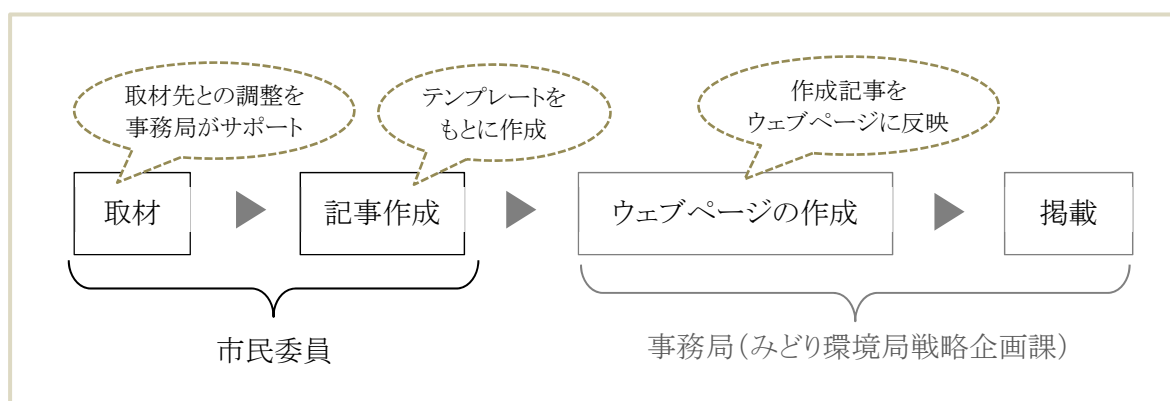 取材先との調整を
事務局がサポート
テンプレートを
もとに作成
作成記事を
ウェブページに反映
取材
記事作成
ウェブページの作成
掲載
市民委員
事務局(みどり環境局戦略企画課)